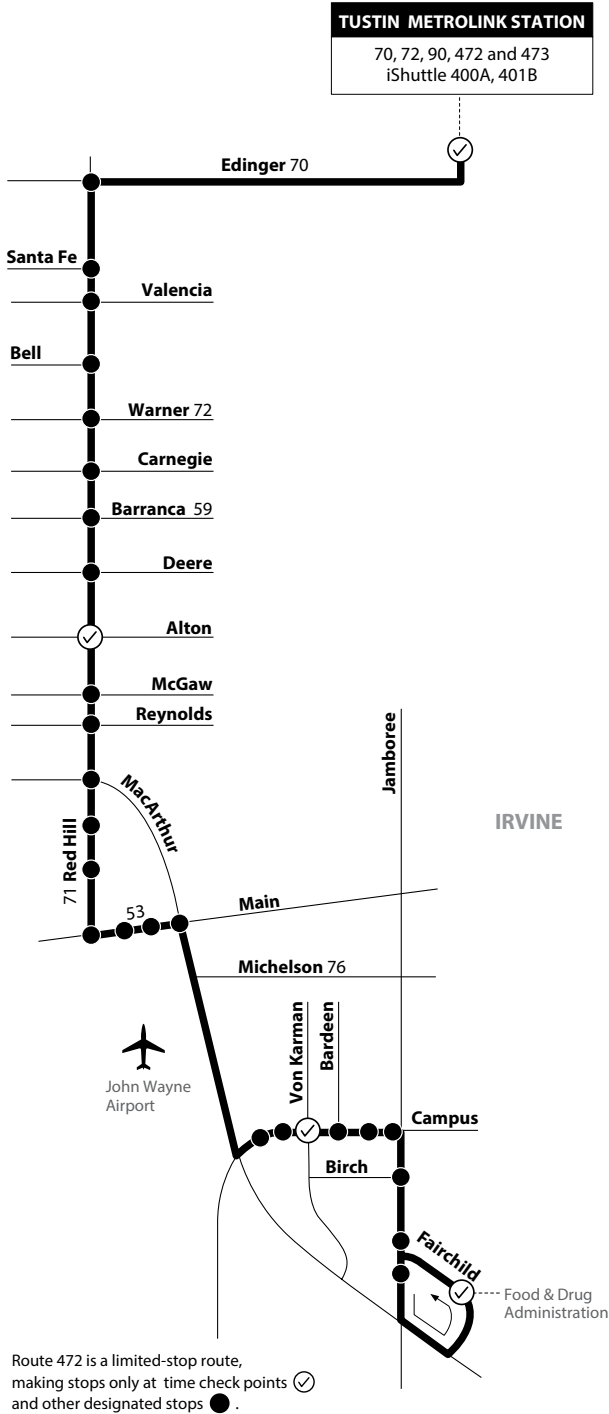 TUSTIN METROLINK STATION
70, 72, 90, 472 and 473
iShuttle 400A, 401B
Edinger 70
Santa Fe
Valencia
Bell
Warner 72
Carnegie
Barranca 59
Deere
Alton
McGaw
Reynolds
MacArthur
Jamboree
IRVINE
71 Red Hill
53
Main
Michelson 76
Von Karman
Bardeen
John Wayne
Airport
Campus
Birch
Fairchild
Food & Drug
Administration
Route 472 is a limited-stop route,
making stops only at time check points
and other designated stops .